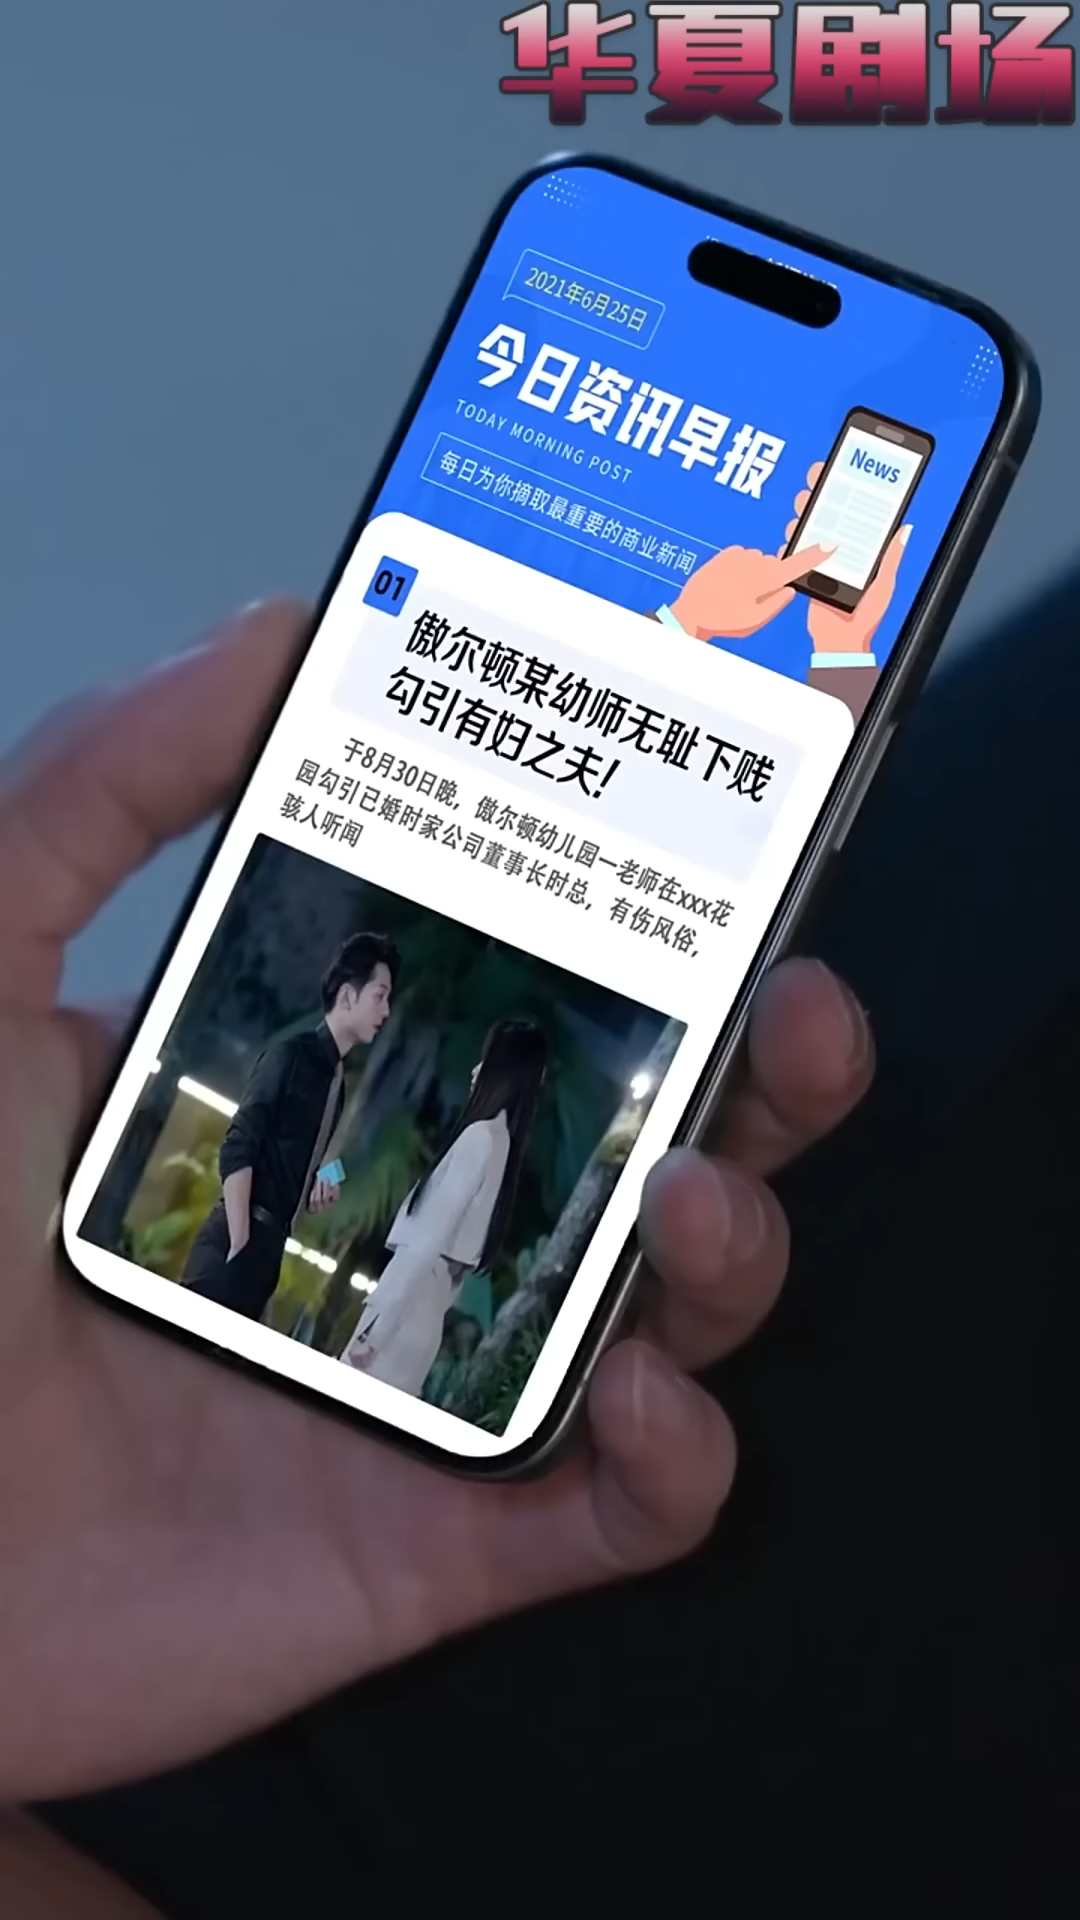 华夏剧场
2021年6月25日
今日资讯早报
TODAY MORNING POST
每日为你摘取最重要的商业新闻
News
01
傲尔顿某幼师无耻下贱
勾引有妇之夫!
于8月30日晚，傲尔顿幼儿园一老师在xxx花
园勾引已婚时家公司董事长时总，有伤风俗，
骇人听闻